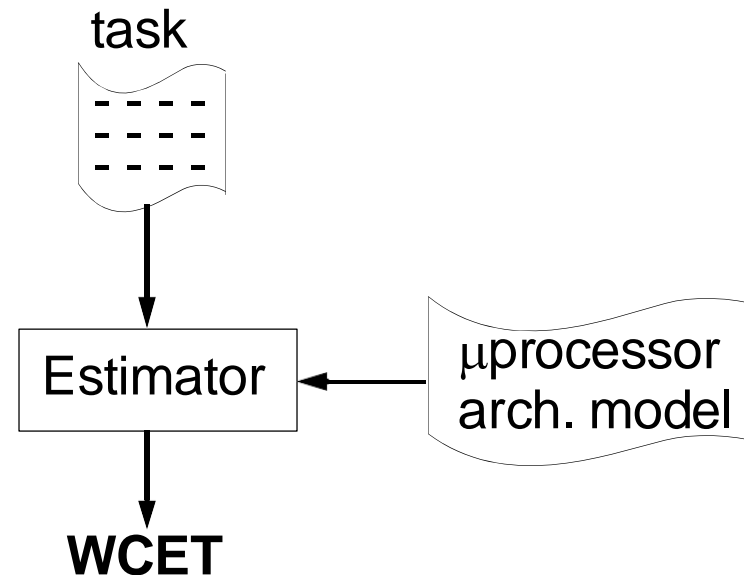 task
Estimator
μprocessor
arch. model
WCET